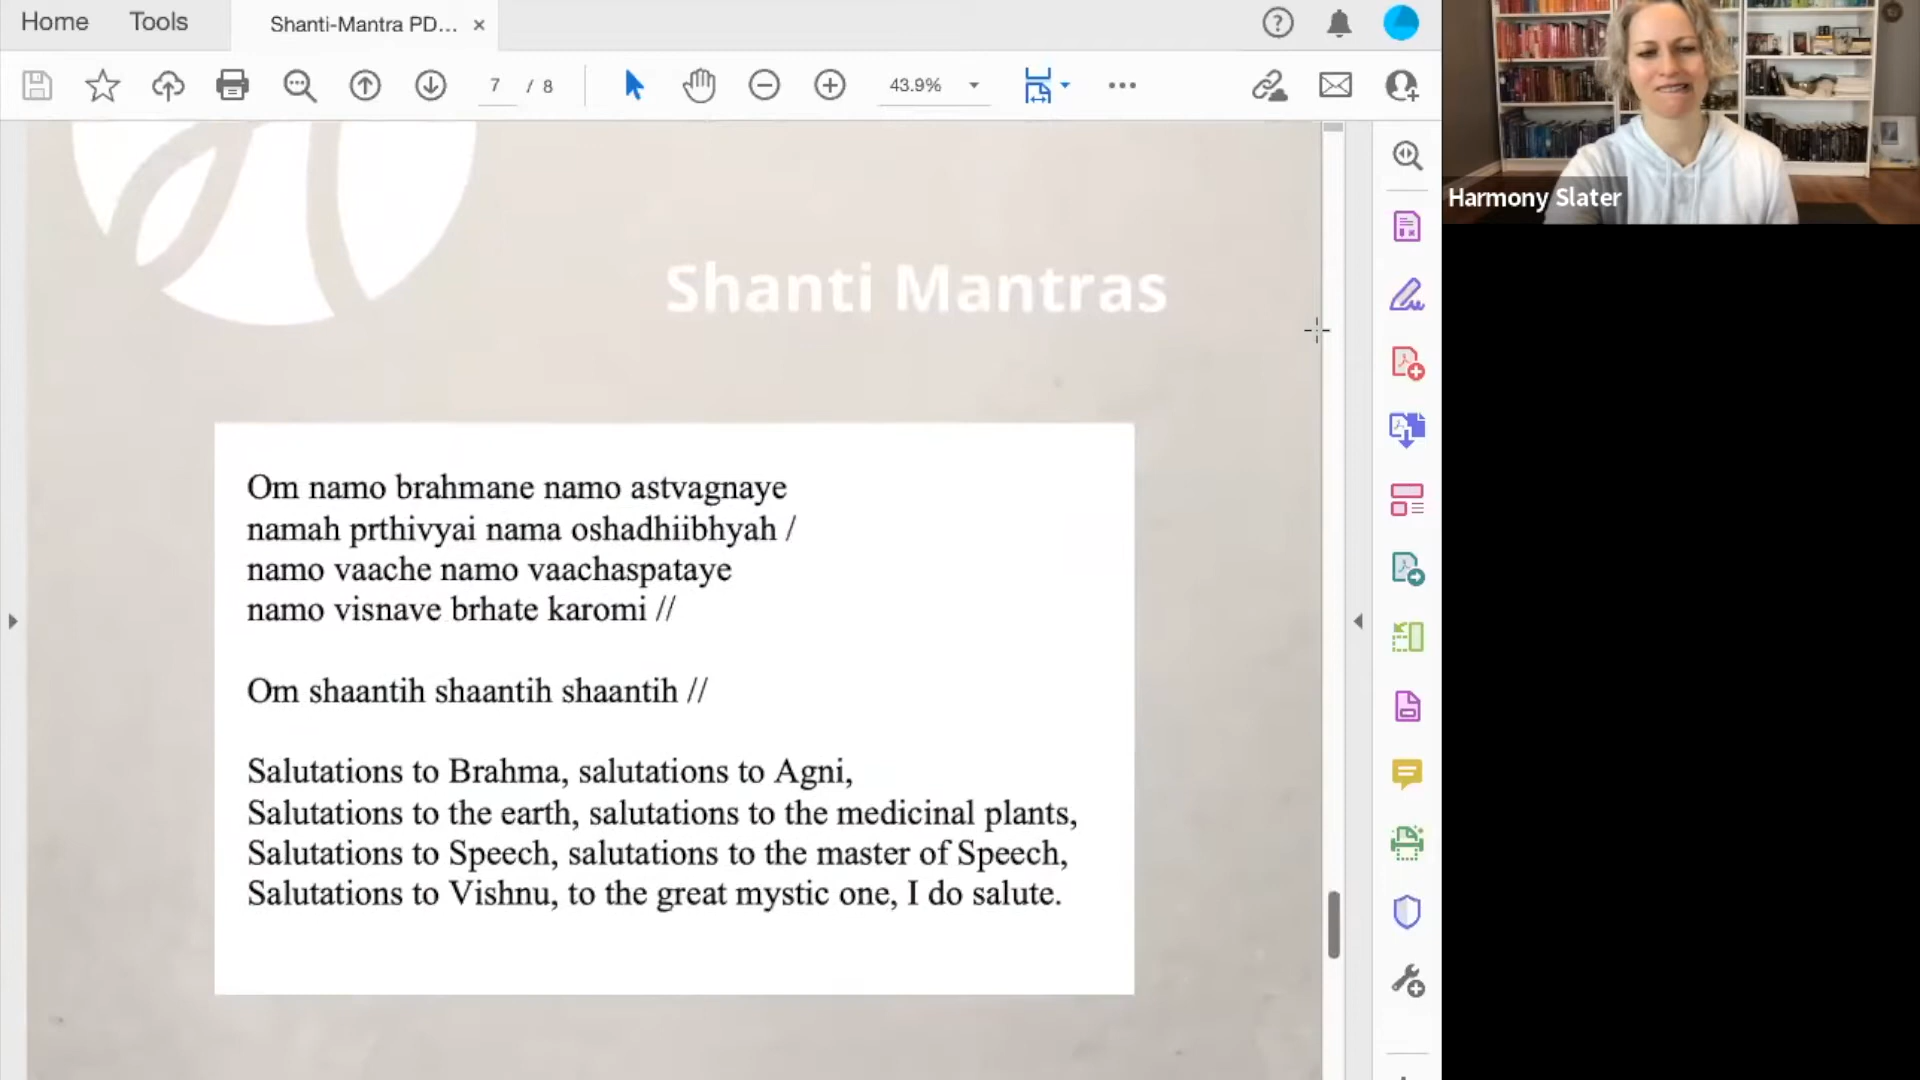 Home Tools Shanti-Mantra PD... ×
7 / 8 43.9%
Harmony Slater
Shanti Mantras
Om namo brahmane namo astvagnaye
namah prthivyai nama oshadhiibhyah /
namo vaache namo vaachaspataye
namo visnave brhate karomi //
Om shaantih shaantih shaantih //
Salutations to Brahma, salutations to Agni,
Salutations to the earth, salutations to the medicinal plants,
Salutations to Speech, salutations to the master of Speech,
Salutations to Vishnu, to the great mystic one, I do salute.